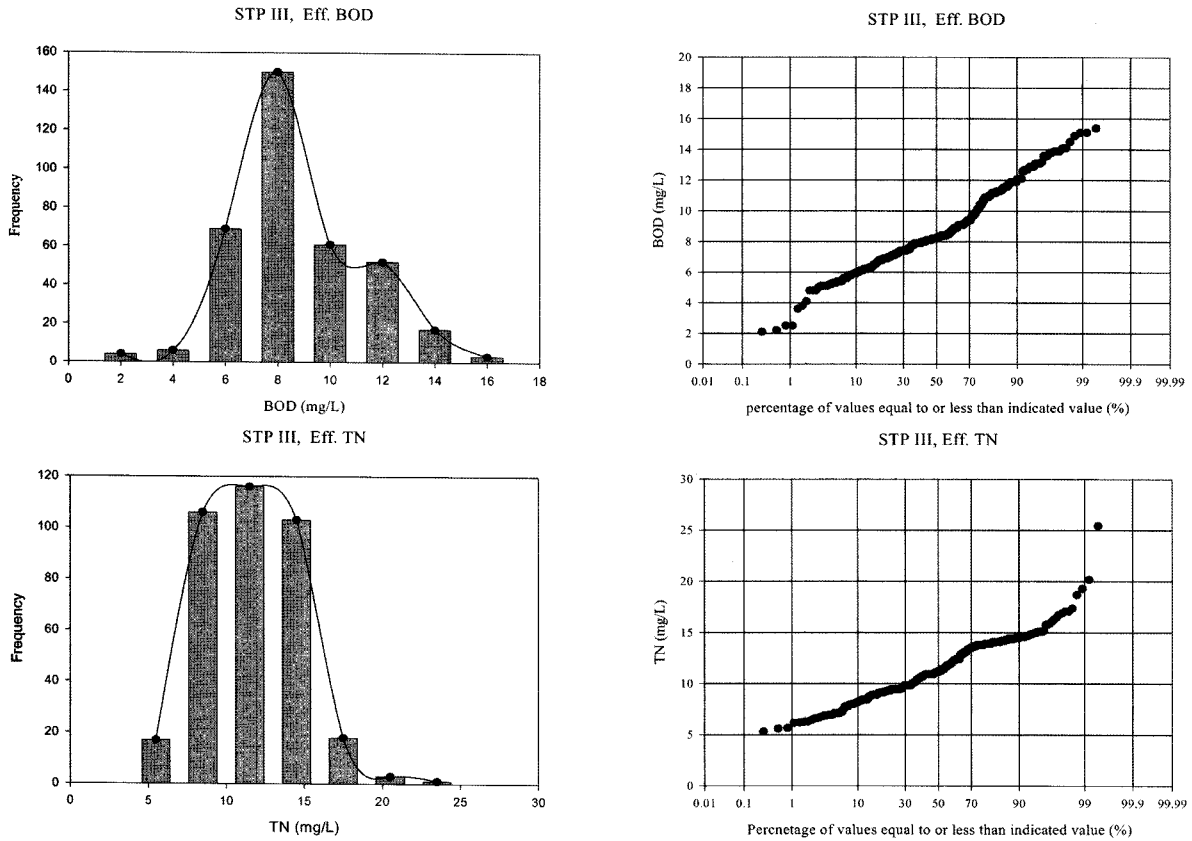 STP III, Eff. BOD
STP III, Eff. BOD
160
140
120
100
80
60
40
20
0
Frequency
0 2 4 6 8 10 12 14 16 18
BOD (mg/L)
20
18
16
14
12
10
8
6
4
2
0
BOD (mg/L)
0.01 0.1 1 10 30 50 70 90 99 99.9 99.99
percentage of values equal to or less than indicated value (%)
STP III, Eff. TN
STP III, Eff. TN
120
100
80
60
40
20
0
Frequency
0 5 10 15 20 25 30
TN (mg/L)
30
25
20
15
10
5
0
TN (mg/L)
0.01 0.1 1 10 30 50 70 90 99 99.9 99.99
Percnetage of values equal to or less than indicated value (%)